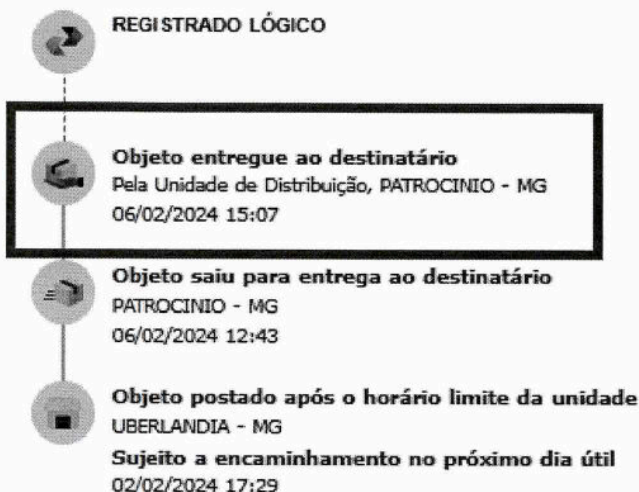 REGISTRADO LÓGICO
Objeto entregue ao destinatário
Pela Unidade de Distribuição, PATROCINIO - MG
06/02/2024 15:07
Objeto saiu para entrega ao destinatário
PATROCINIO - MG
06/02/2024 12:43
Objeto postado após o horário limite da unidade
UBERLANDIA - MG
Sujeito a encaminhamento no próximo dia útil
02/02/2024 17:29